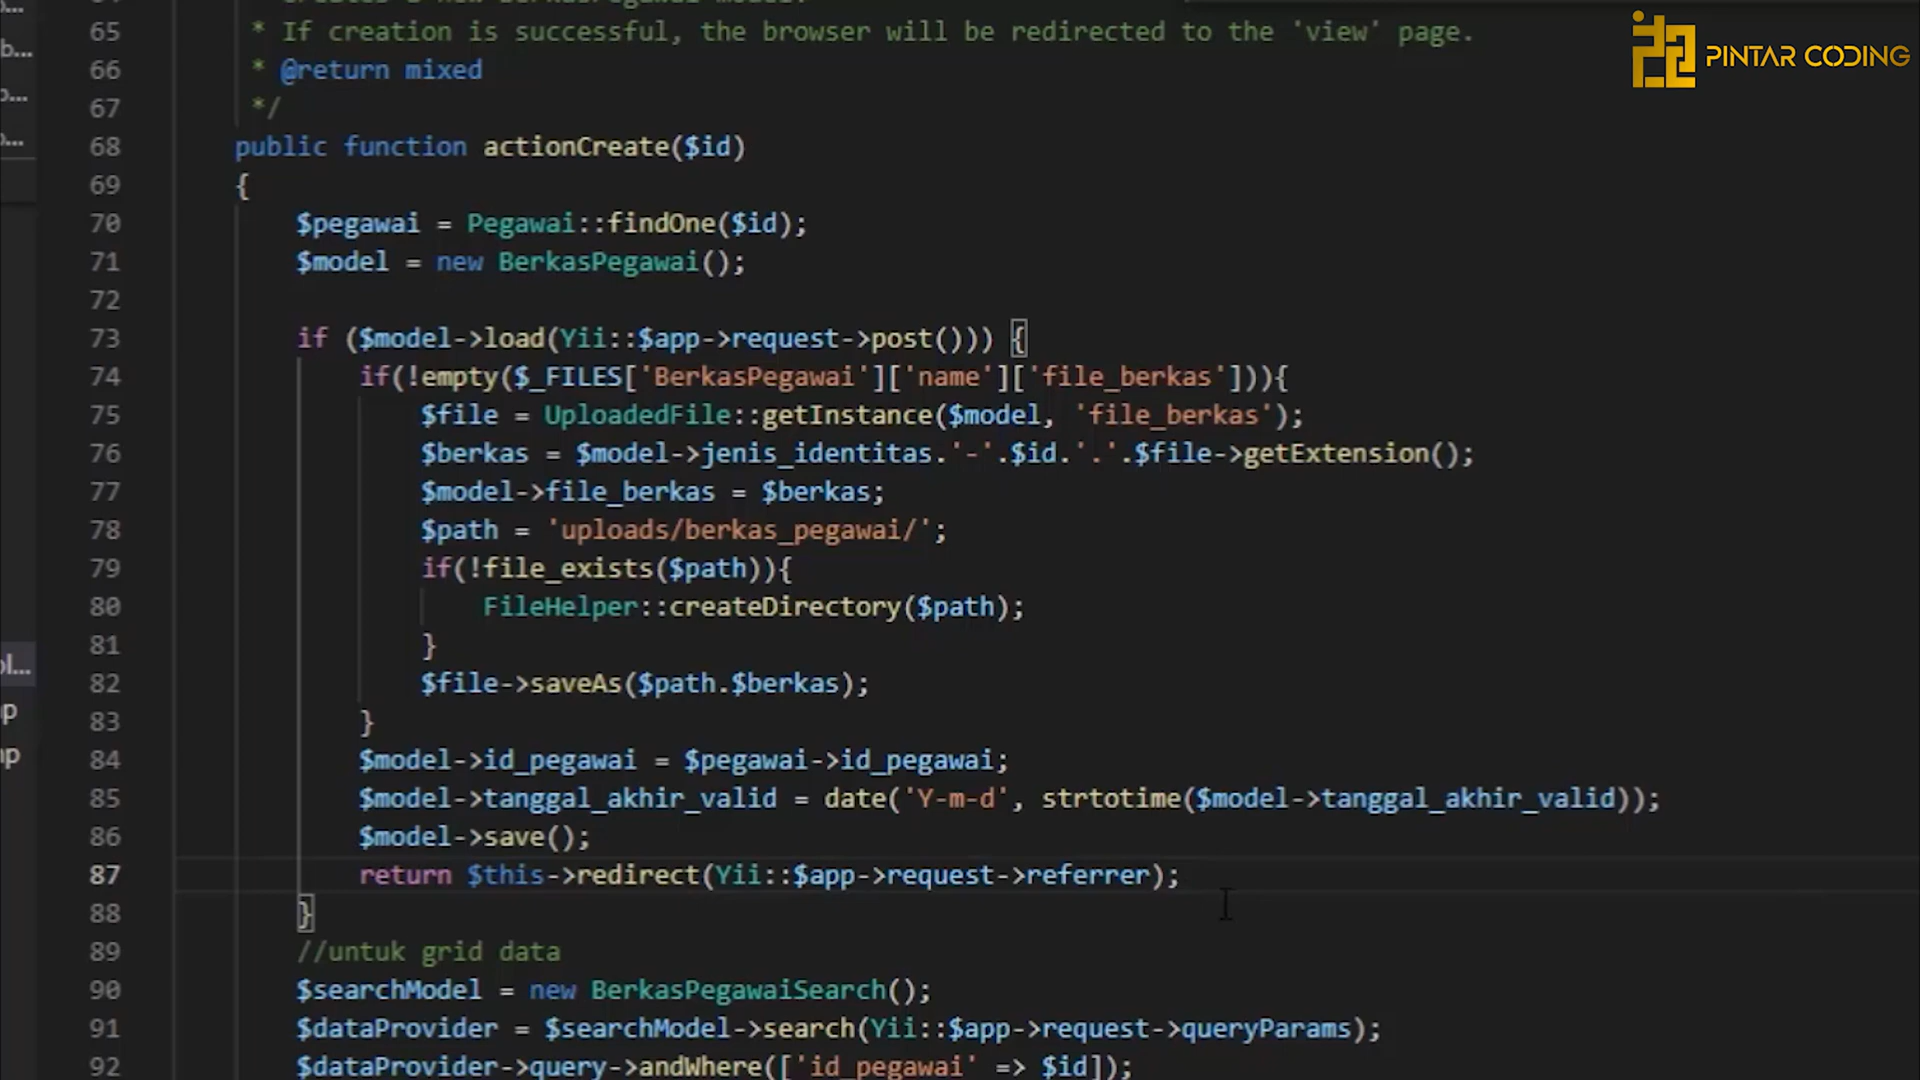 PINTAR CODING
65 * If creation is successful, the browser will be redirected to the 'view' page.
66 * @return mixed
67 */
68 public function actionCreate($id)
69 {
70 $pegawai = Pegawai::findOne($id);
71 $model = new BerkasPegawai();
72
73 if ($model->load(Yii::$app->request->post())) {
74 if(!empty($_FILES['BerkasPegawai']['name']['file_berkas'])){
75 $file = UploadedFile::getInstance($model, 'file_berkas');
76 $berkas = $model->jenis_identitas.'-'.$id.'.'.$file->getExtension();
77 $model->file_berkas = $berkas;
78 $path = 'uploads/berkas_pegawai/';
79 if(!file_exists($path)){
80 FileHelper::createDirectory($path);
81 }
82 $file->saveAs($path.$berkas);
83 }
84 $model->id_pegawai = $pegawai->id_pegawai;
85 $model->tanggal_akhir_valid = date('Y-m-d', strtotime($model->tanggal_akhir_valid));
86 $model->save();
87 return $this->redirect(Yii::$app->request->referrer);
88 }
89 //untuk grid data
90 $searchModel = new BerkasPegawaiSearch();
91 $dataProvider = $searchModel->search(Yii::$app->request->queryParams);
92 $dataProvider->query->andWhere(['id_pegawai' => $id]);